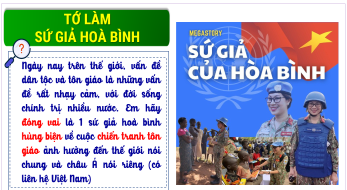 TỚ LÀM
SỨ GIẢ HOÀ BÌNH
?
Ngày nay trên thế giới, vấn đề
dân tộc và tôn giáo là những vấn
đề rất nhạy cảm, với đời sống
chính trị nhiều nước. Em hãy
đóng vai là 1 sứ giả hoà bình
hùng biện về cuộc chiến tranh tôn
giáo ảnh hưởng đến thế giới nói
chung và châu Á nói riêng (có
liên hệ Việt Nam)
MEGASTORY
SỨ GIẢ
CỦA HÒA BÌNH